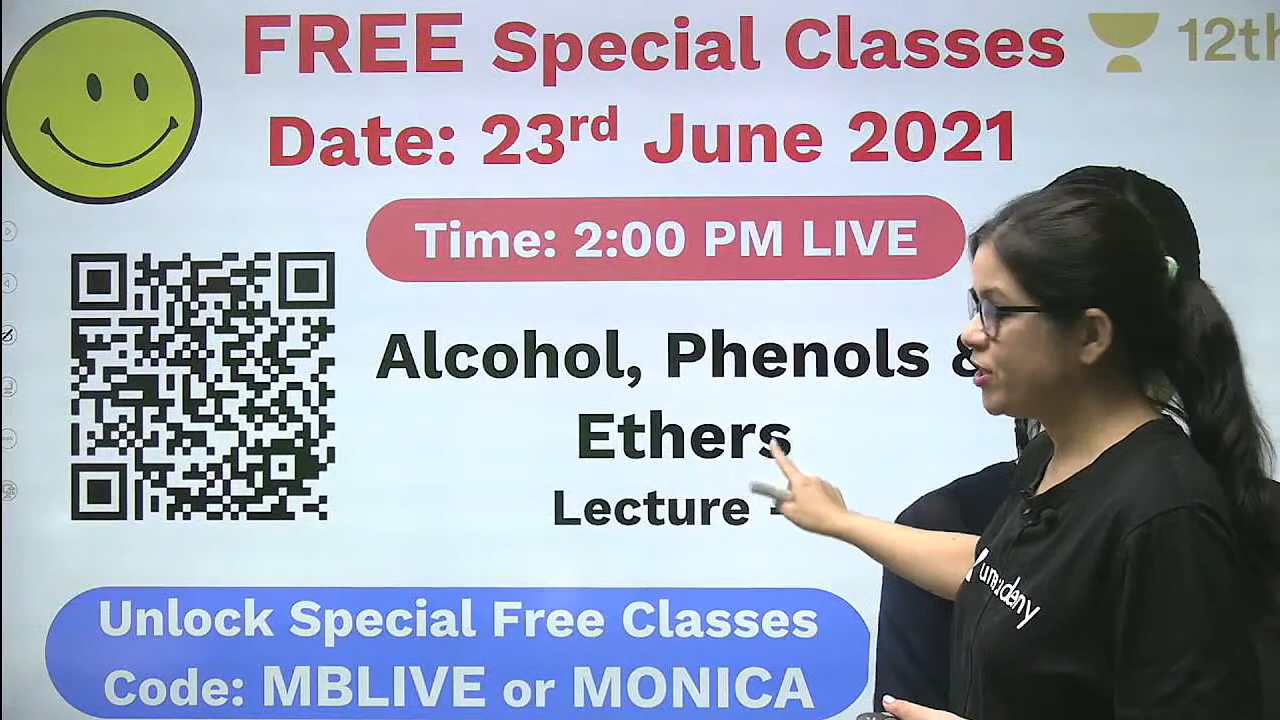 FREE Special Classes
12th
Date: 23rd June 2021
Time: 2:00 PM LIVE
Alcohol, Phenols &
Ethers
Lecture -
unacademy
Unlock Special Free Classes
Code: MBLIVE or MONICA